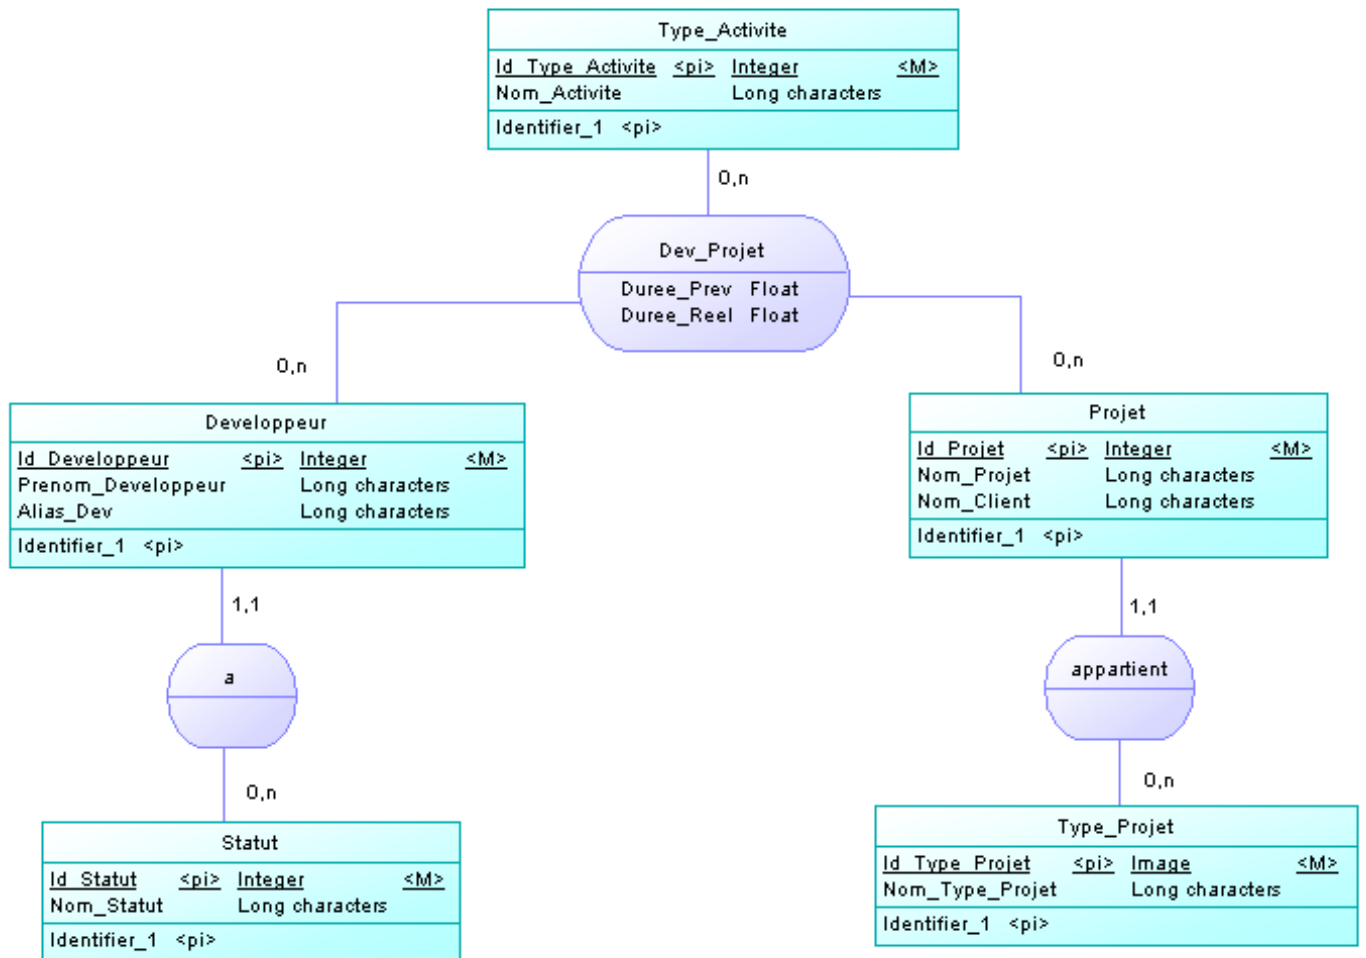 Type_Activite
Id_Type_Activite <pi> Integer <M>
Nom_Activite Long characters
Identifier_1 <pi>
0,n
Dev_Projet
Duree_Prev Float
Duree_Reel Float
0,n
0,n
Developpeur
Id_Developpeur <pi> Integer <M>
Prenom_Developpeur Long characters
Alias_Dev Long characters
Identifier_1 <pi>
Projet
Id_Projet <pi> Integer <M>
Nom_Projet Long characters
Nom_Client Long characters
Identifier_1 <pi>
1,1
1,1
a
appartient
0,n
0,n
Statut
Id_Statut <pi> Integer <M>
Nom_Statut Long characters
Identifier_1 <pi>
Type_Projet
Id_Type_Projet <pi> Image <M>
Nom_Type_Projet Long characters
Identifier_1 <pi>